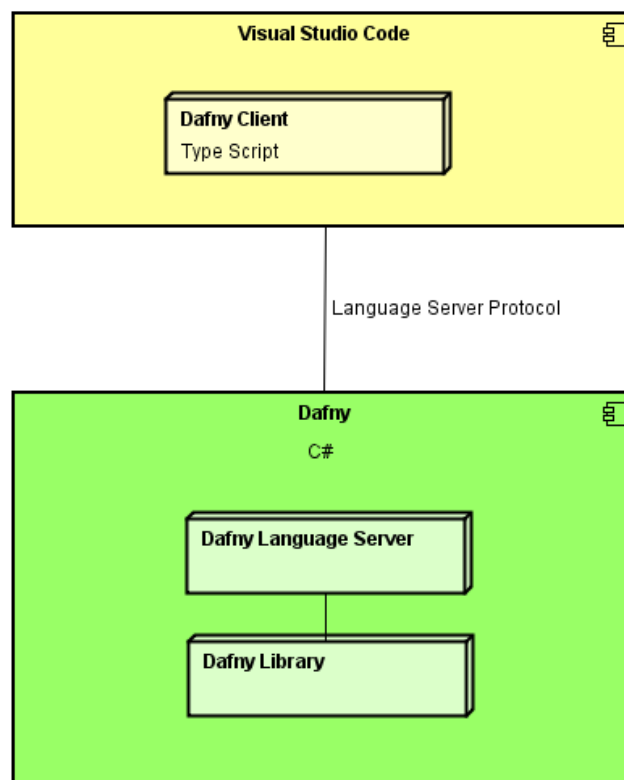 Visual Studio Code
Dafny Client
Type Script
Language Server Protocol
Dafny
C#
Dafny Language Server
Dafny Library